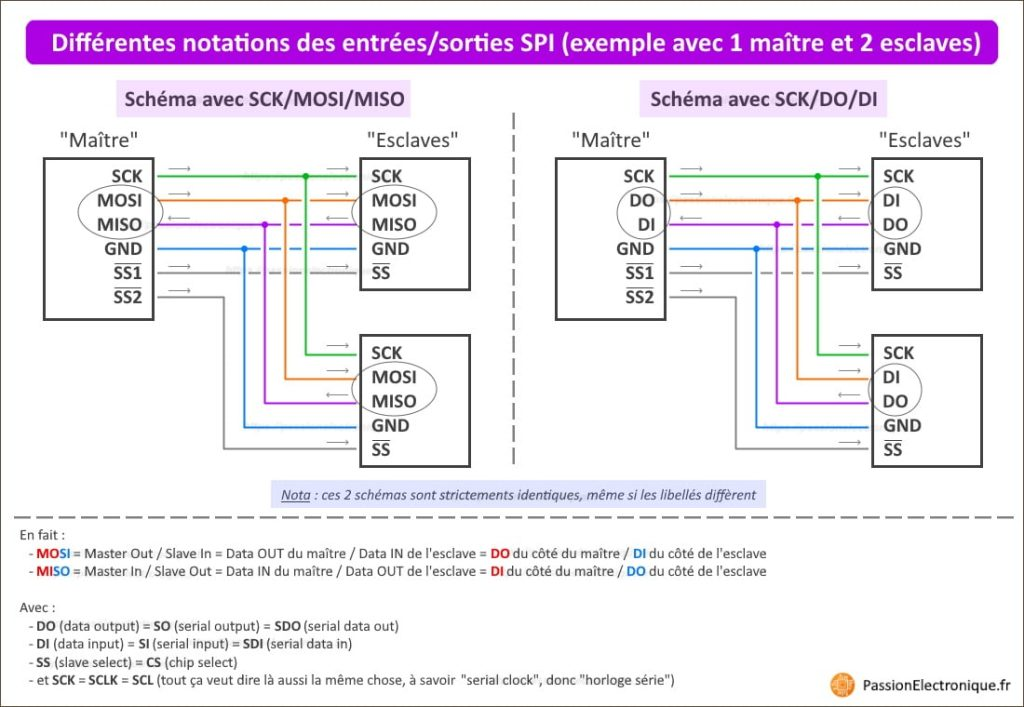 Différentes notations des entrées/sorties SPI (exemple avec 1 maître et 2 esclaves)
Schéma avec SCK/MOSI/MISO
"Maître"
"Esclaves"
SCK
MOSI
MISO
GND
SS1
SS2
SCK
MOSI
MISO
GND
SS
SCK
MOSI
MISO
GND
SS
Schéma avec SCK/DO/DI
"Maître"
"Esclaves"
SCK
DO
DI
GND
SS1
SS2
SCK
DI
DO
GND
SS
SCK
DI
DO
GND
SS
Nota : ces 2 schémas sont strictements identiques, même si les libellés diffèrent
En fait :
- MOSI = Master Out / Slave In = Data OUT du maître / Data IN de l'esclave = DO du côté du maître / DI du côté de l'esclave
- MISO = Master In / Slave Out = Data IN du maître / Data OUT de l'esclave = DI du côté du maître / DO du côté de l'esclave
Avec :
- DO (data output) = SO (serial output) = SDO (serial data out)
- DI (data input) = SI (serial input) = SDI (serial data in)
- SS (slave select) = CS (chip select)
- et SCK = SCLK = SCL (tout ça veut dire là aussi la même chose, à savoir "serial clock", donc "horloge série")
PassionElectronique.fr